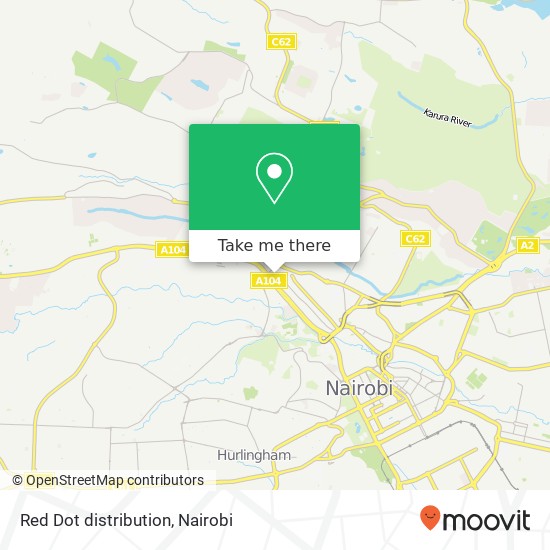 C62
Karura River
Take me there
C62
A2
A104
A104
Nairobi
Hurlingham
© OpenStreetMap contributors
Red Dot distribution, Nairobi
moovit